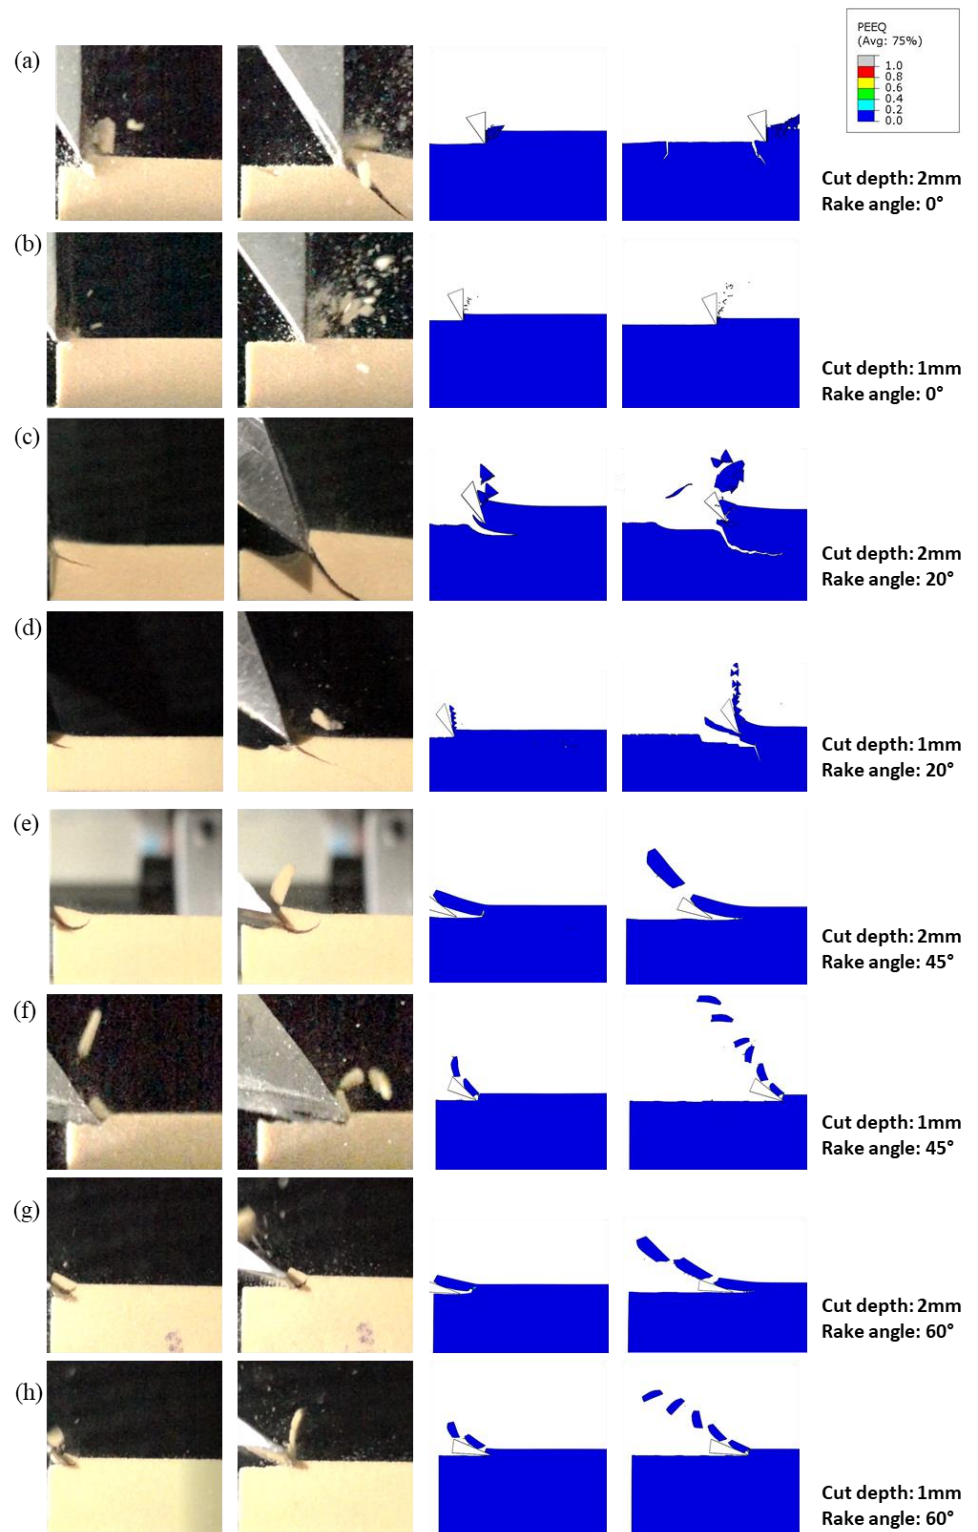 PEEQ
(Avg: 75%)
1.0
0.8
0.6
0.4
0.2
0.0
(a)
Cut depth: 2mm
Rake angle: 0°
(b)
Cut depth: 1mm
Rake angle: 0°
(c)
Cut depth: 2mm
Rake angle: 20°
(d)
Cut depth: 1mm
Rake angle: 20°
(e)
Cut depth: 2mm
Rake angle: 45°
(f)
Cut depth: 1mm
Rake angle: 45°
(g)
Cut depth: 2mm
Rake angle: 60°
(h)
Cut depth: 1mm
Rake angle: 60°